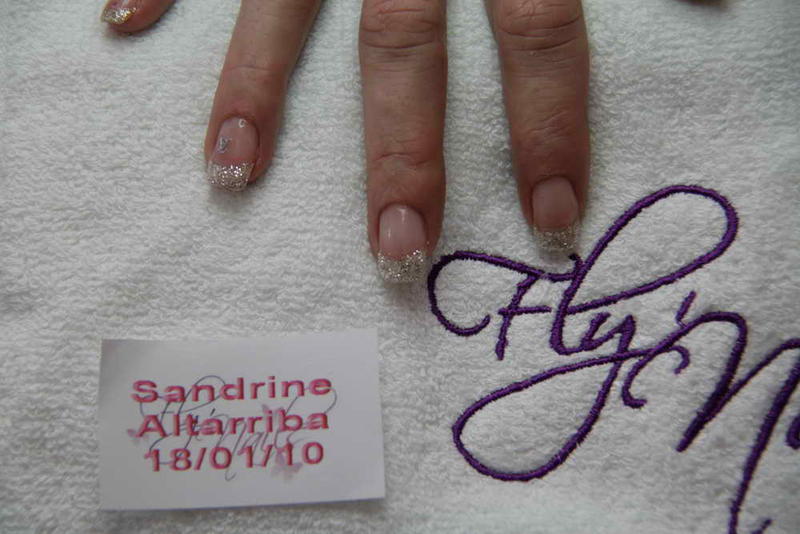 Fly'
Sandrine
Altarriba
18/01/10